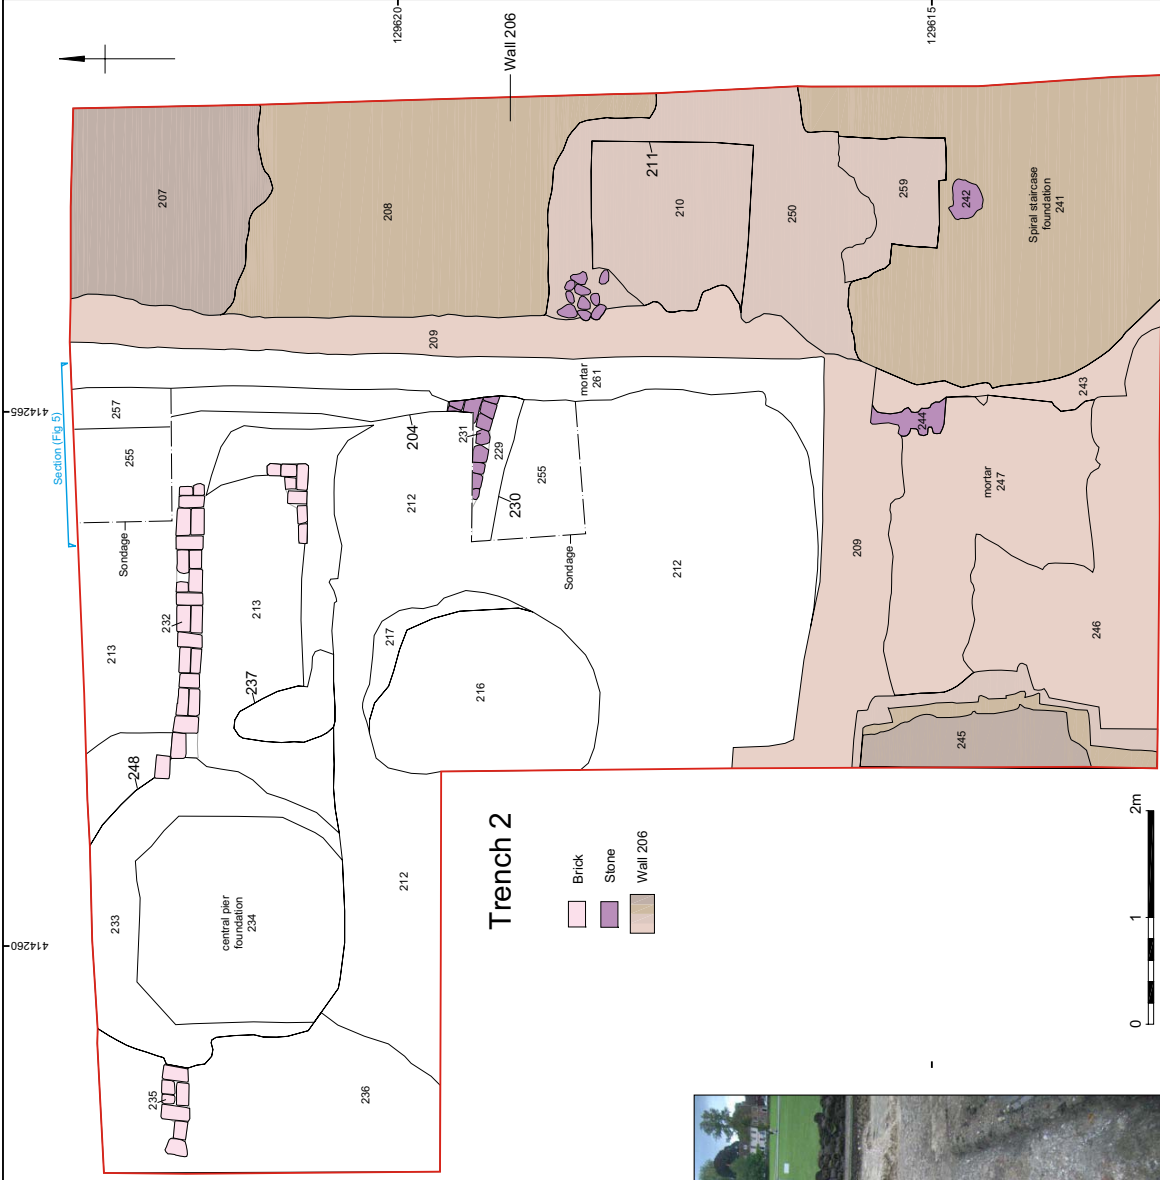 129620
129615
Wall 206
207
208
211
210
250
259
242
Spiral staircase
foundation
241
209
414265
Section (Fig 5)
257
255
204
231
229
230
255
mortar
261
243
244
mortar
247
212
Sondage
Sondage
213
232
213
237
217
216
212
209
246
245
248
233
central pier
foundation
234
212
414260
235
236
Trench 2
Brick
Stone
Wall 206
0
1
2m